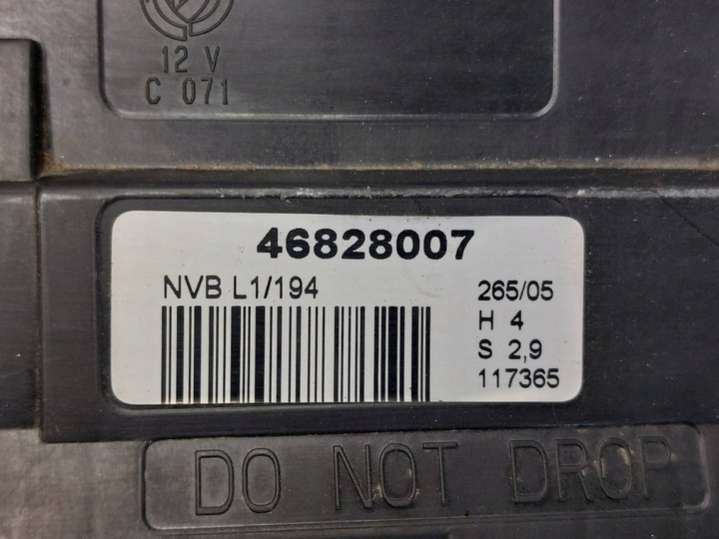 12 V
C 071
46828007
NVB L1/194
265/05
H 4
S 2,9
117365
DO NOT DROP